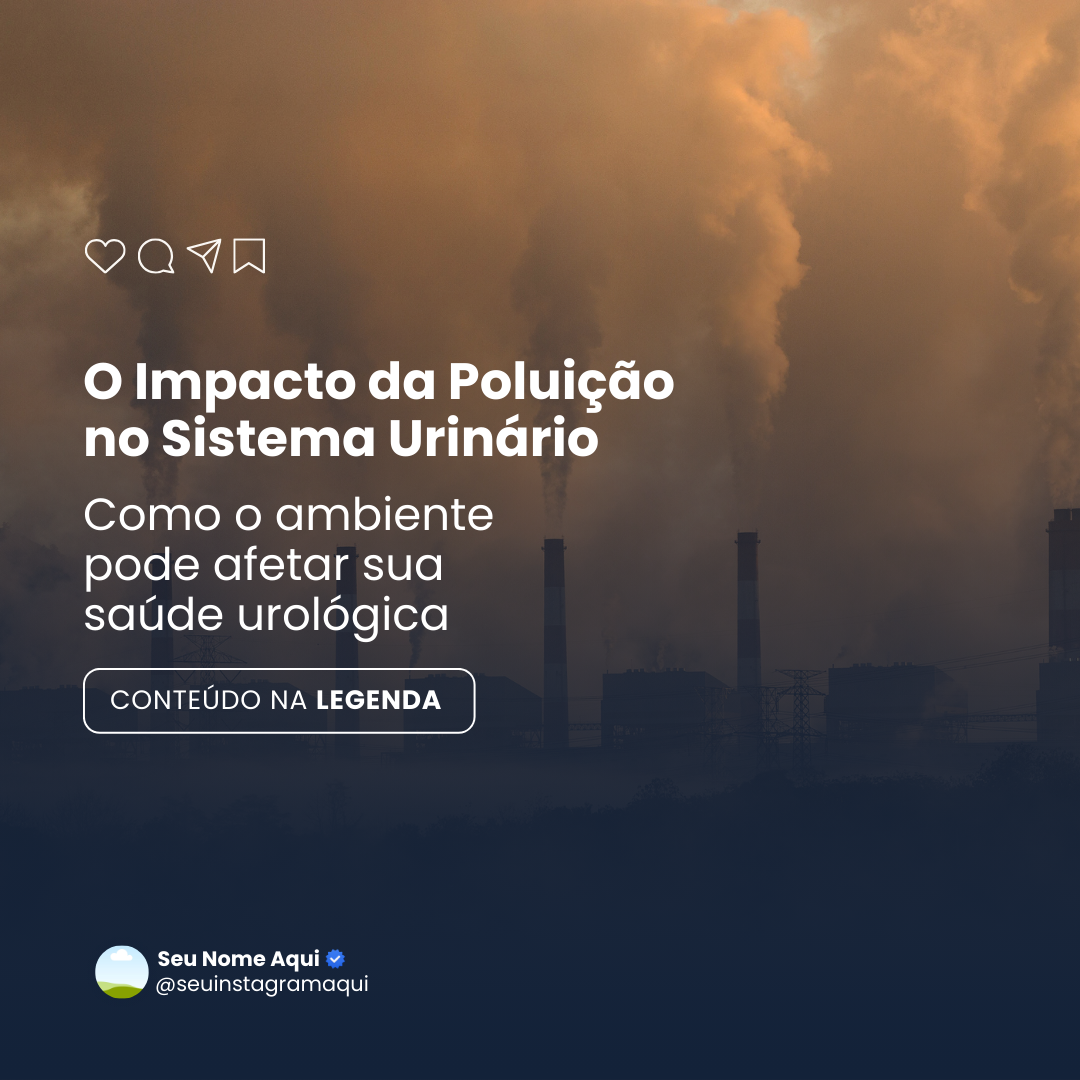 O Impacto da Poluição
no Sistema Urinário
Como o ambiente
pode afetar sua
saúde urológica
CONTEÚDO NA LEGENDA
Seu Nome Aqui
@seuinstagramaqui